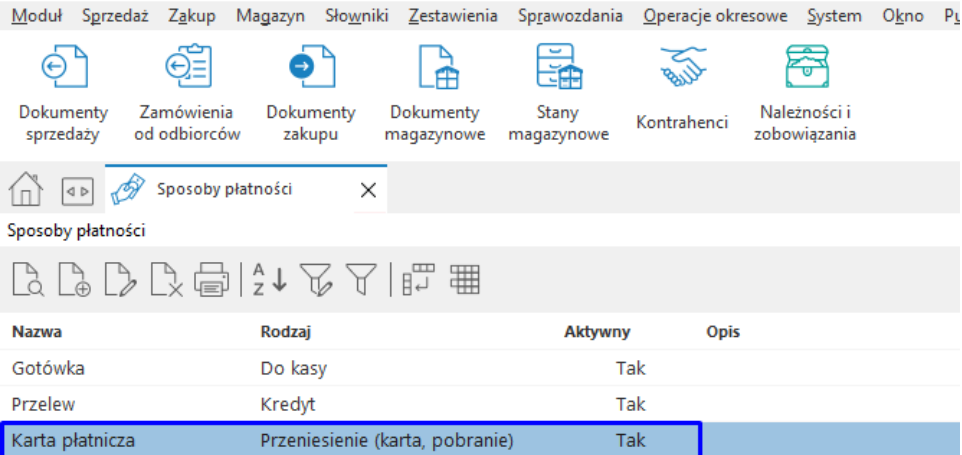 Moduł Sprzedaż Zakup Magazyn Słowniki Zestawienia Sprawozdania Operacje okresowe System Okno
Dokumenty sprzedaży
Zamówienia od odbiorców
Dokumenty zakupu
Dokumenty magazynowe
Stany magazynowe
Kontrahenci
Należności i zobowiązania
Sposoby płatności
Sposoby płatności
A
Z
Nazwa Rodzaj Aktywny Opis
Gotówka Do kasy Tak
Przelew Kredyt Tak
Karta płatnicza Przeniesienie (karta, pobranie) Tak